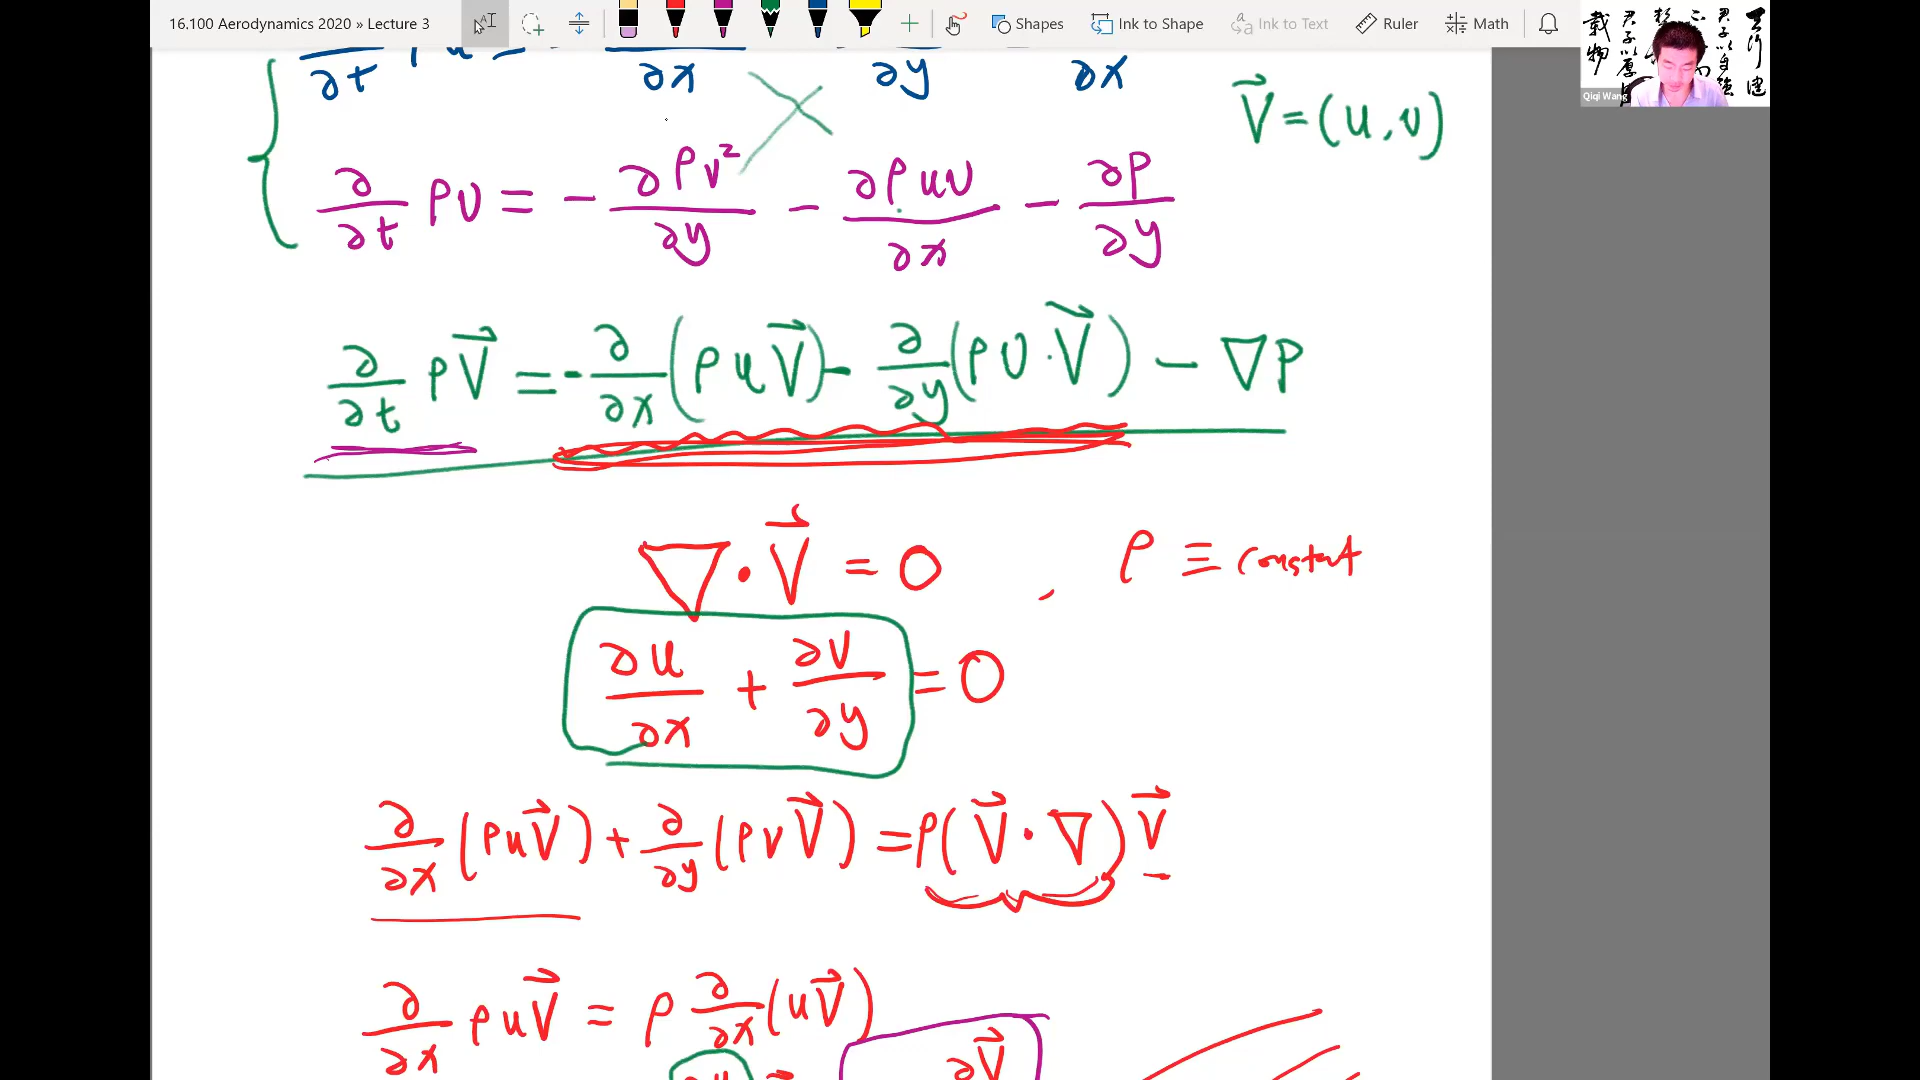 16.100 Aerodynamics 2020 » Lecture 3
Shapes Ink to Shape Ink to Text Ruler Math
Qiqi Wang
∂/∂t ∂x ∂y ∂x
V⃗ = (u, v)
∂/∂t ρv = - ∂ρv²/∂y - ∂ρuv/∂x - ∂P/∂y
∂/∂t ρV⃗ = - ∂/∂x (ρuV⃗) - ∂/∂y (ρv·V⃗) - ∇P
∇ · V⃗ = 0 , ρ ≡ constant
∂u/∂x + ∂v/∂y = 0
∂/∂x (ρuV⃗) + ∂/∂y (ρvV⃗) = ρ(V⃗ · ∇)V⃗
∂/∂x ρuV⃗ = ρ ∂/∂x (uV⃗)
∂V⃗